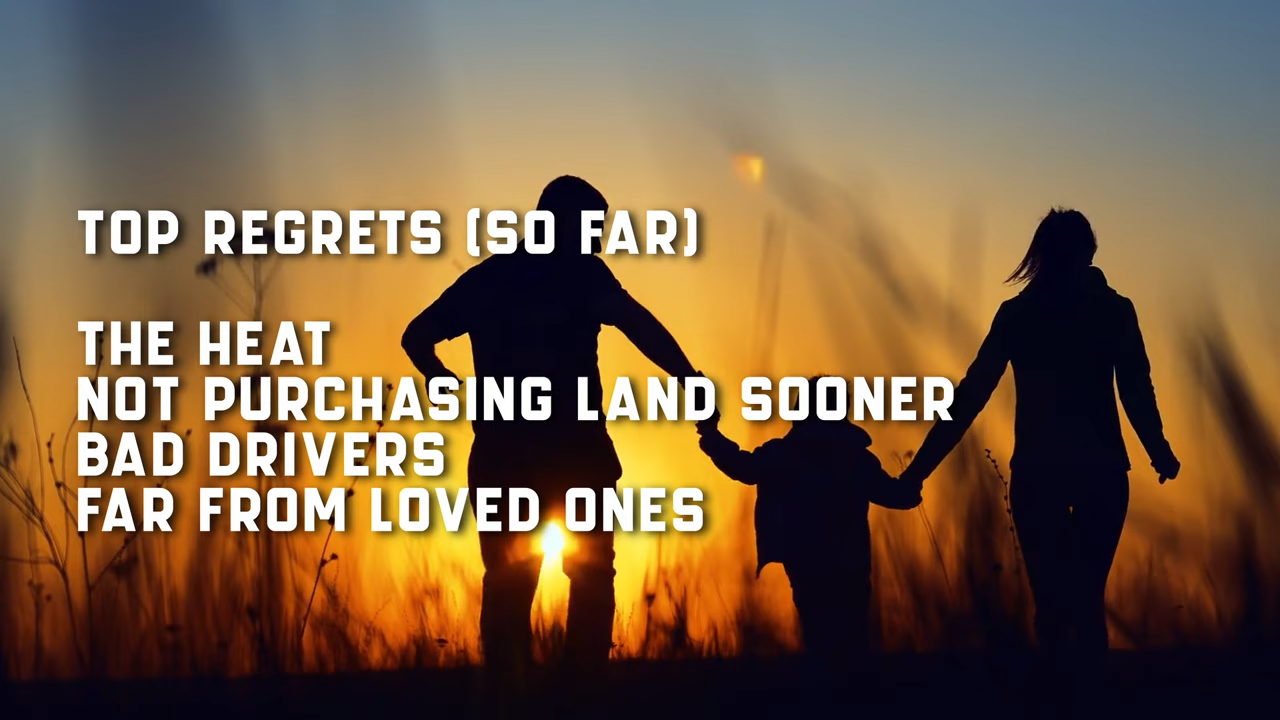 TOP REGRETS (SO FAR)
THE HEAT
NOT PURCHASING LAND SOONER
BAD DRIVERS
FAR FROM LOVED ONES